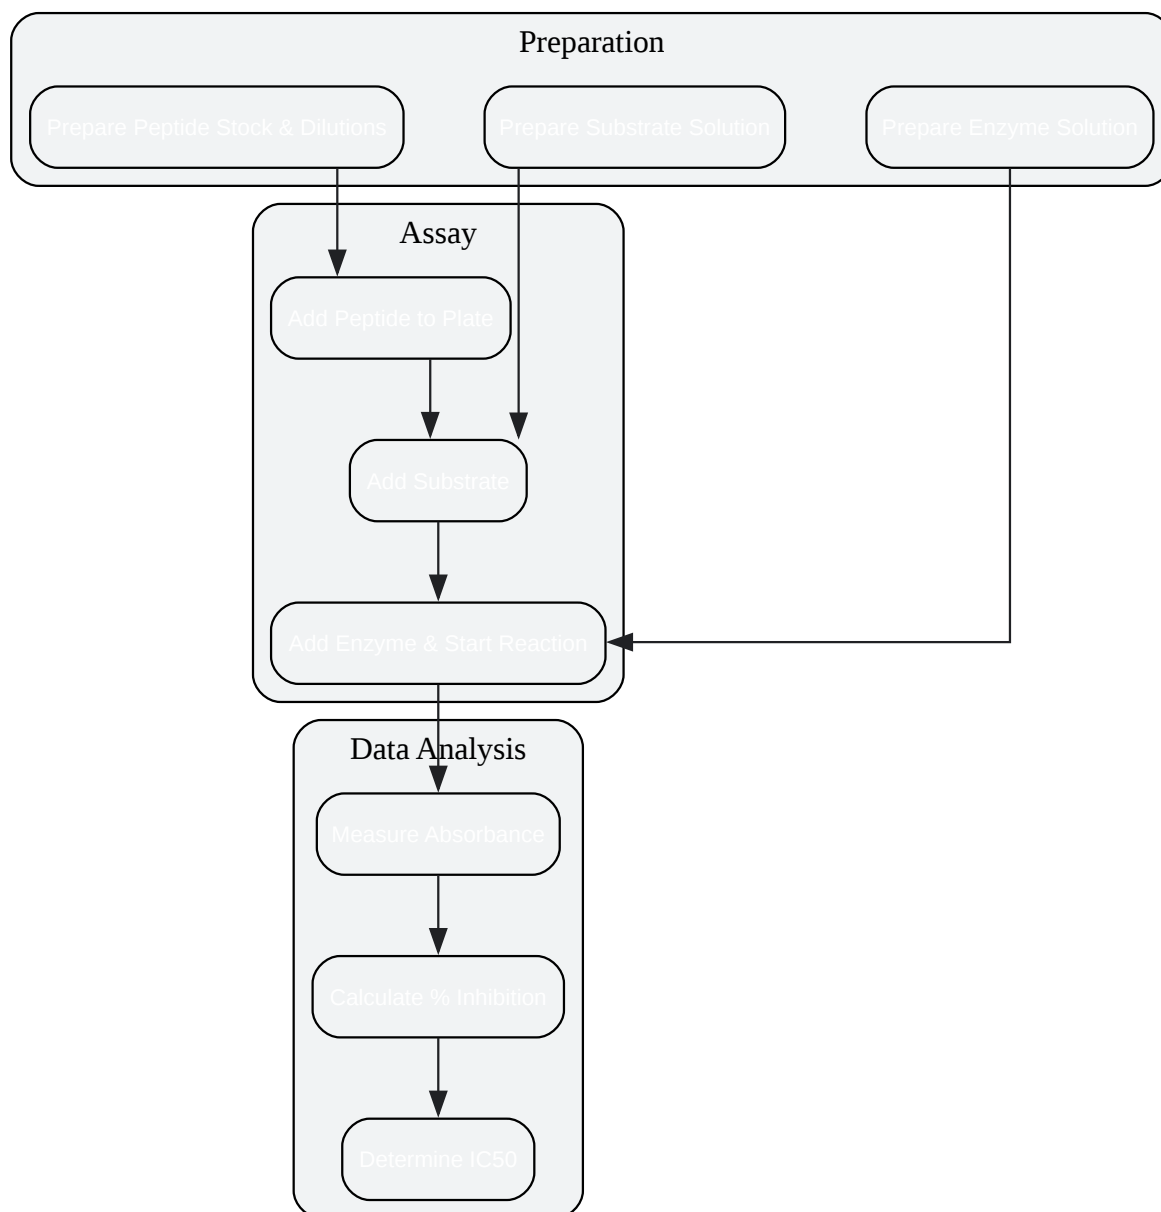 Preparation
Prepare Peptide Stock & Dilutions
Prepare Substrate Solution
Prepare Enzyme Solution
Assay
Add Peptide to Plate
Add Substrate
Add Enzyme & Start Reaction
Data Analysis
Measure Absorbance
Calculate % Inhibition
Determine IC50